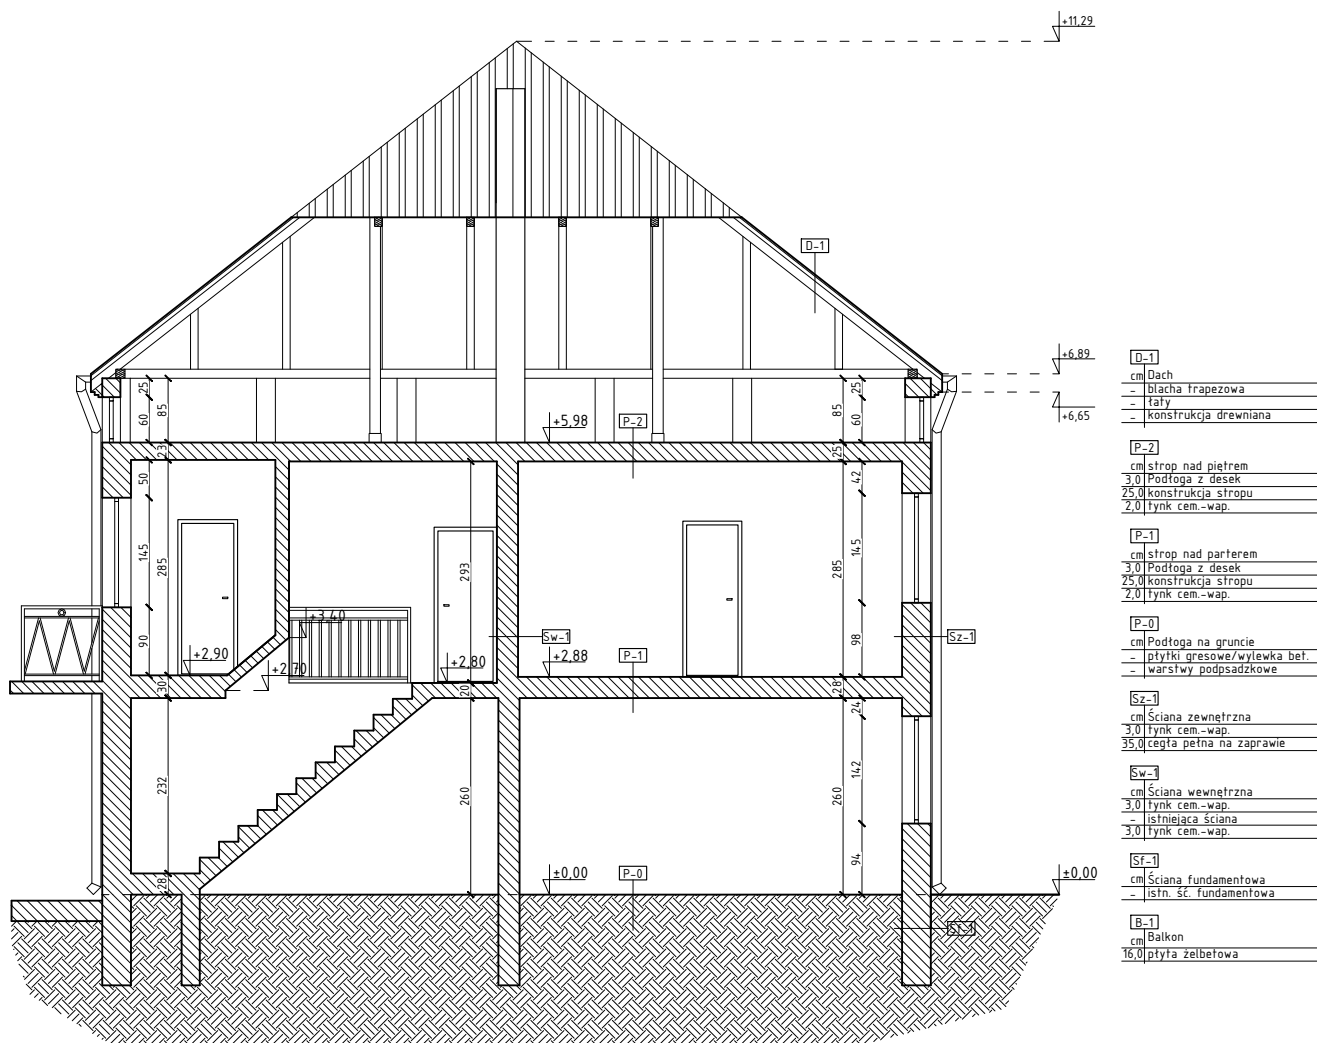 +11,29
D-1
+6,89
+6,65
25
60
85
23
+5,98
P-2
85
25
60
25
50
145
90
285
293
285
42
145
98
+3,40
+2,90
+2,70
+2,80
+2,88
Sw-1
P-1
Sz-1
30
20
28
24
232
260
260
142
94
28
±0,00
P-0
±0,00
Sf-1
D-1
cm Dach
- blacha trapezowa
- łaty
- konstrukcja drewniana
P-2
cm strop nad piętrem
3,0 Podłoga z desek
25,0 konstrukcja stropu
2,0 tynk cem.-wap.
P-1
cm strop nad parterem
3,0 Podłoga z desek
25,0 konstrukcja stropu
2,0 tynk cem.-wap.
P-0
cm Podłoga na gruncie
- płytki gresowe/wylewka bet.
- warstwy podpsadzkowe
Sz-1
cm Ściana zewnętrzna
3,0 tynk cem.-wap.
35,0 cegła pełna na zaprawie
Sw-1
cm Ściana wewnętrzna
3,0 tynk cem.-wap.
- istniejąca ściana
3,0 tynk cem.-wap.
Sf-1
cm Ściana fundamentowa
- istn. śc. fundamentowa
B-1
cm Balkon
16,0 płyta żelbetowa